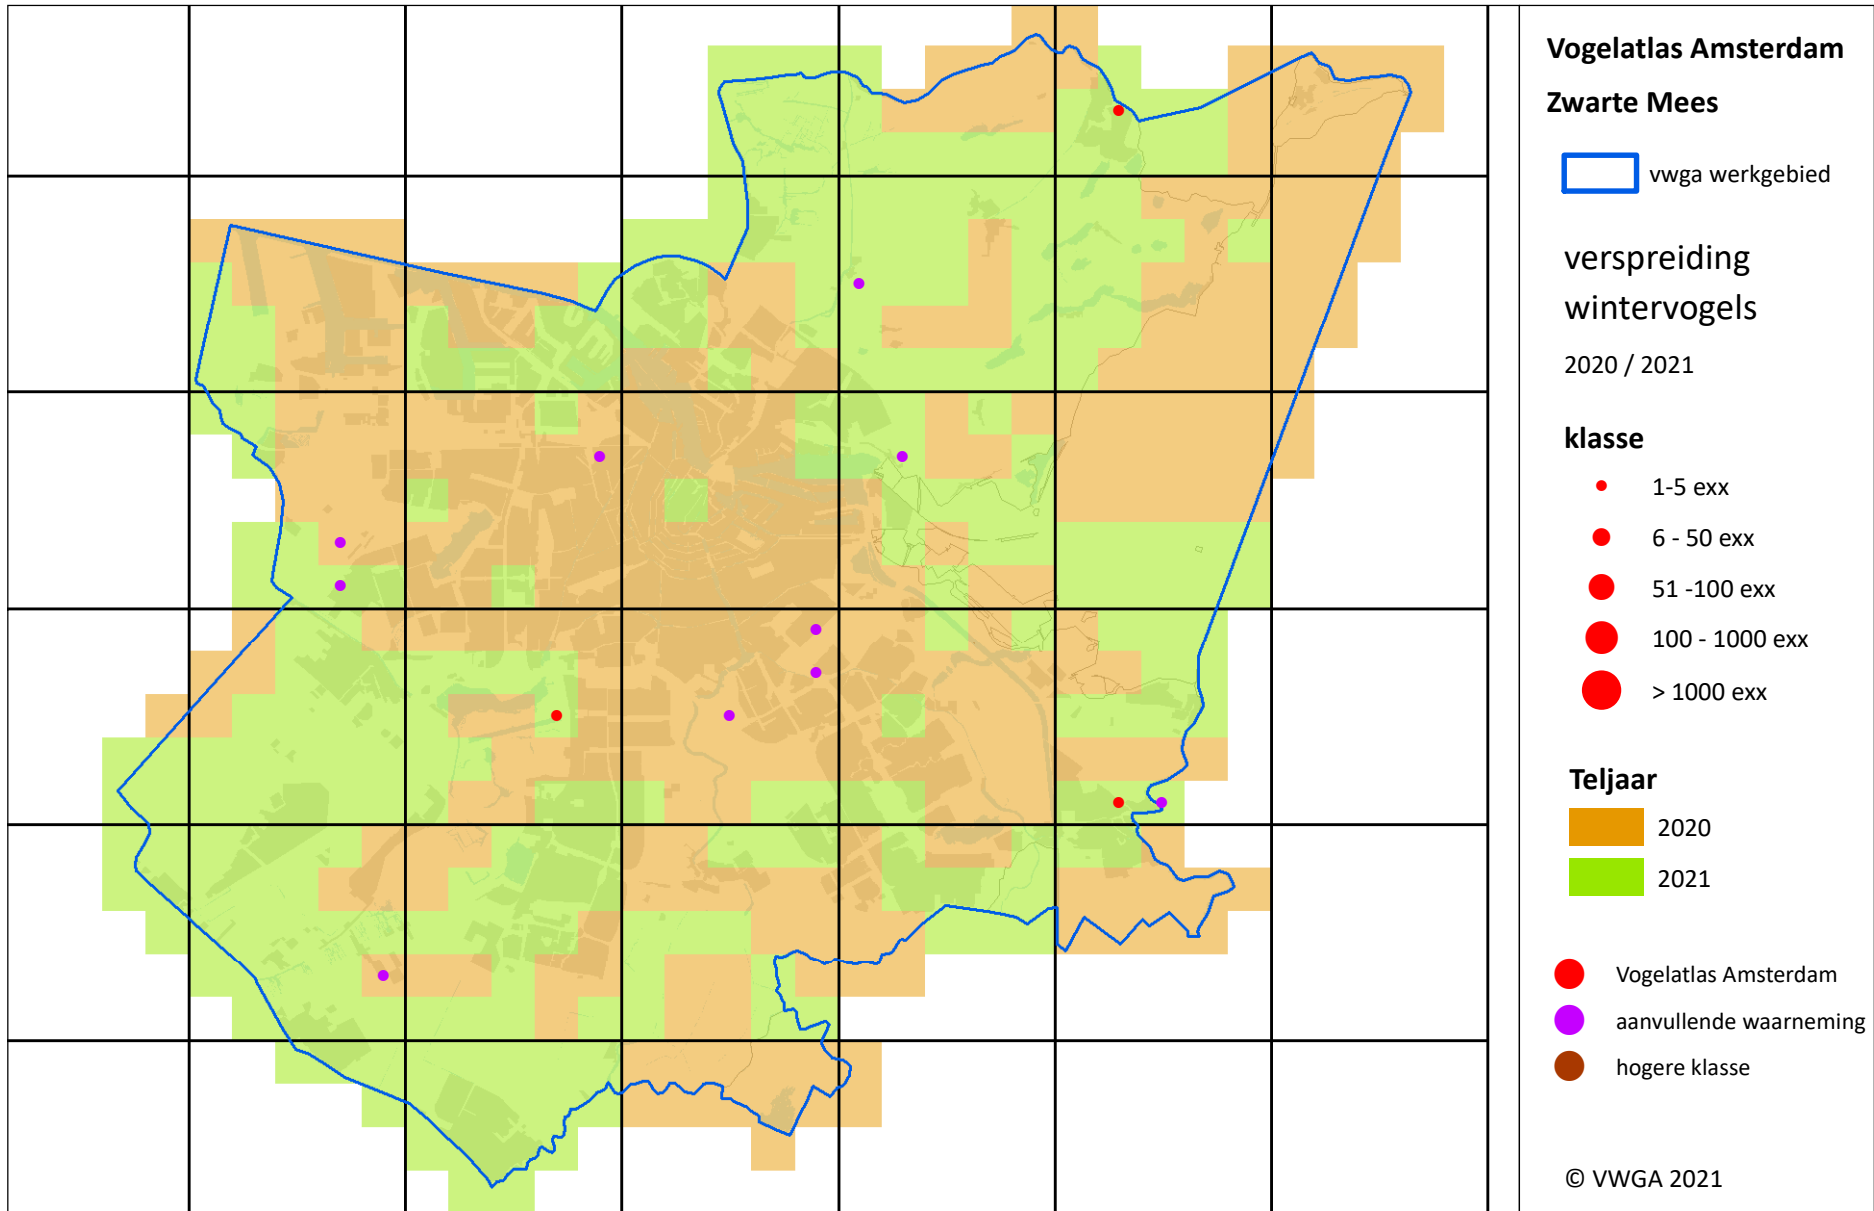 Vogelatlas Amsterdam
Zwarte Mees
vwga werkgebied
verspreiding
wintervogels
2020 / 2021
klasse
1-5 exx
6 - 50 exx
51 -100 exx
100 - 1000 exx
> 1000 exx
Teljaar
2020
2021
Vogelatlas Amsterdam
aanvullende waarneming
hogere klasse
© VWGA 2021